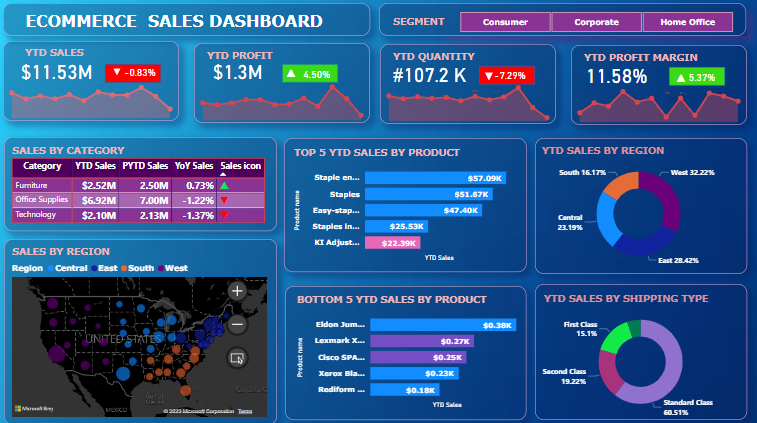 ECOMMERCE SALES DASHBOARD
SEGMENT
Consumer
Corporate
Home Office
YTD SALES
$11.53M
▼ -0.83%
YTD PROFIT
$1.3M
▲ 4.50%
YTD QUANTITY
#107.2 K
▼ -7.29%
YTD PROFIT MARGIN
11.58%
▲ 5.37%
SALES BY CATEGORY
Category YTD Sales PYTD Sales YoY Sales Sales icon
Furniture $2.52M 2.50M 0.73% ▲
Office Supplies $6.92M 7.00M -1.22% ▼
Technology $2.10M 2.13M -1.37% ▼
TOP 5 YTD SALES BY PRODUCT
Product name
Staple en... $57.09K
Staples $51.67K
Easy-stap... $47.40K
Staples in... $25.53K
KI Adjust... $22.39K
YTD Sales
YTD SALES BY REGION
South 16.17%
West 32.22%
Central
23.19%
East 28.42%
SALES BY REGION
Region Central East South West
UNITED STATES
Gulf of
MEXICO
Microsoft Bing
© 2023 Microsoft Corporation Terms
BOTTOM 5 YTD SALES BY PRODUCT
Product name
Eldon Jum... $0.38K
Lexmark X... $0.27K
Cisco SPA... $0.25K
Xerox Bla... $0.23K
Rediform ... $0.18K
YTD Sales
YTD SALES BY SHIPPING TYPE
First Class
15.1%
Second Class
19.22%
Standard Class
60.51%